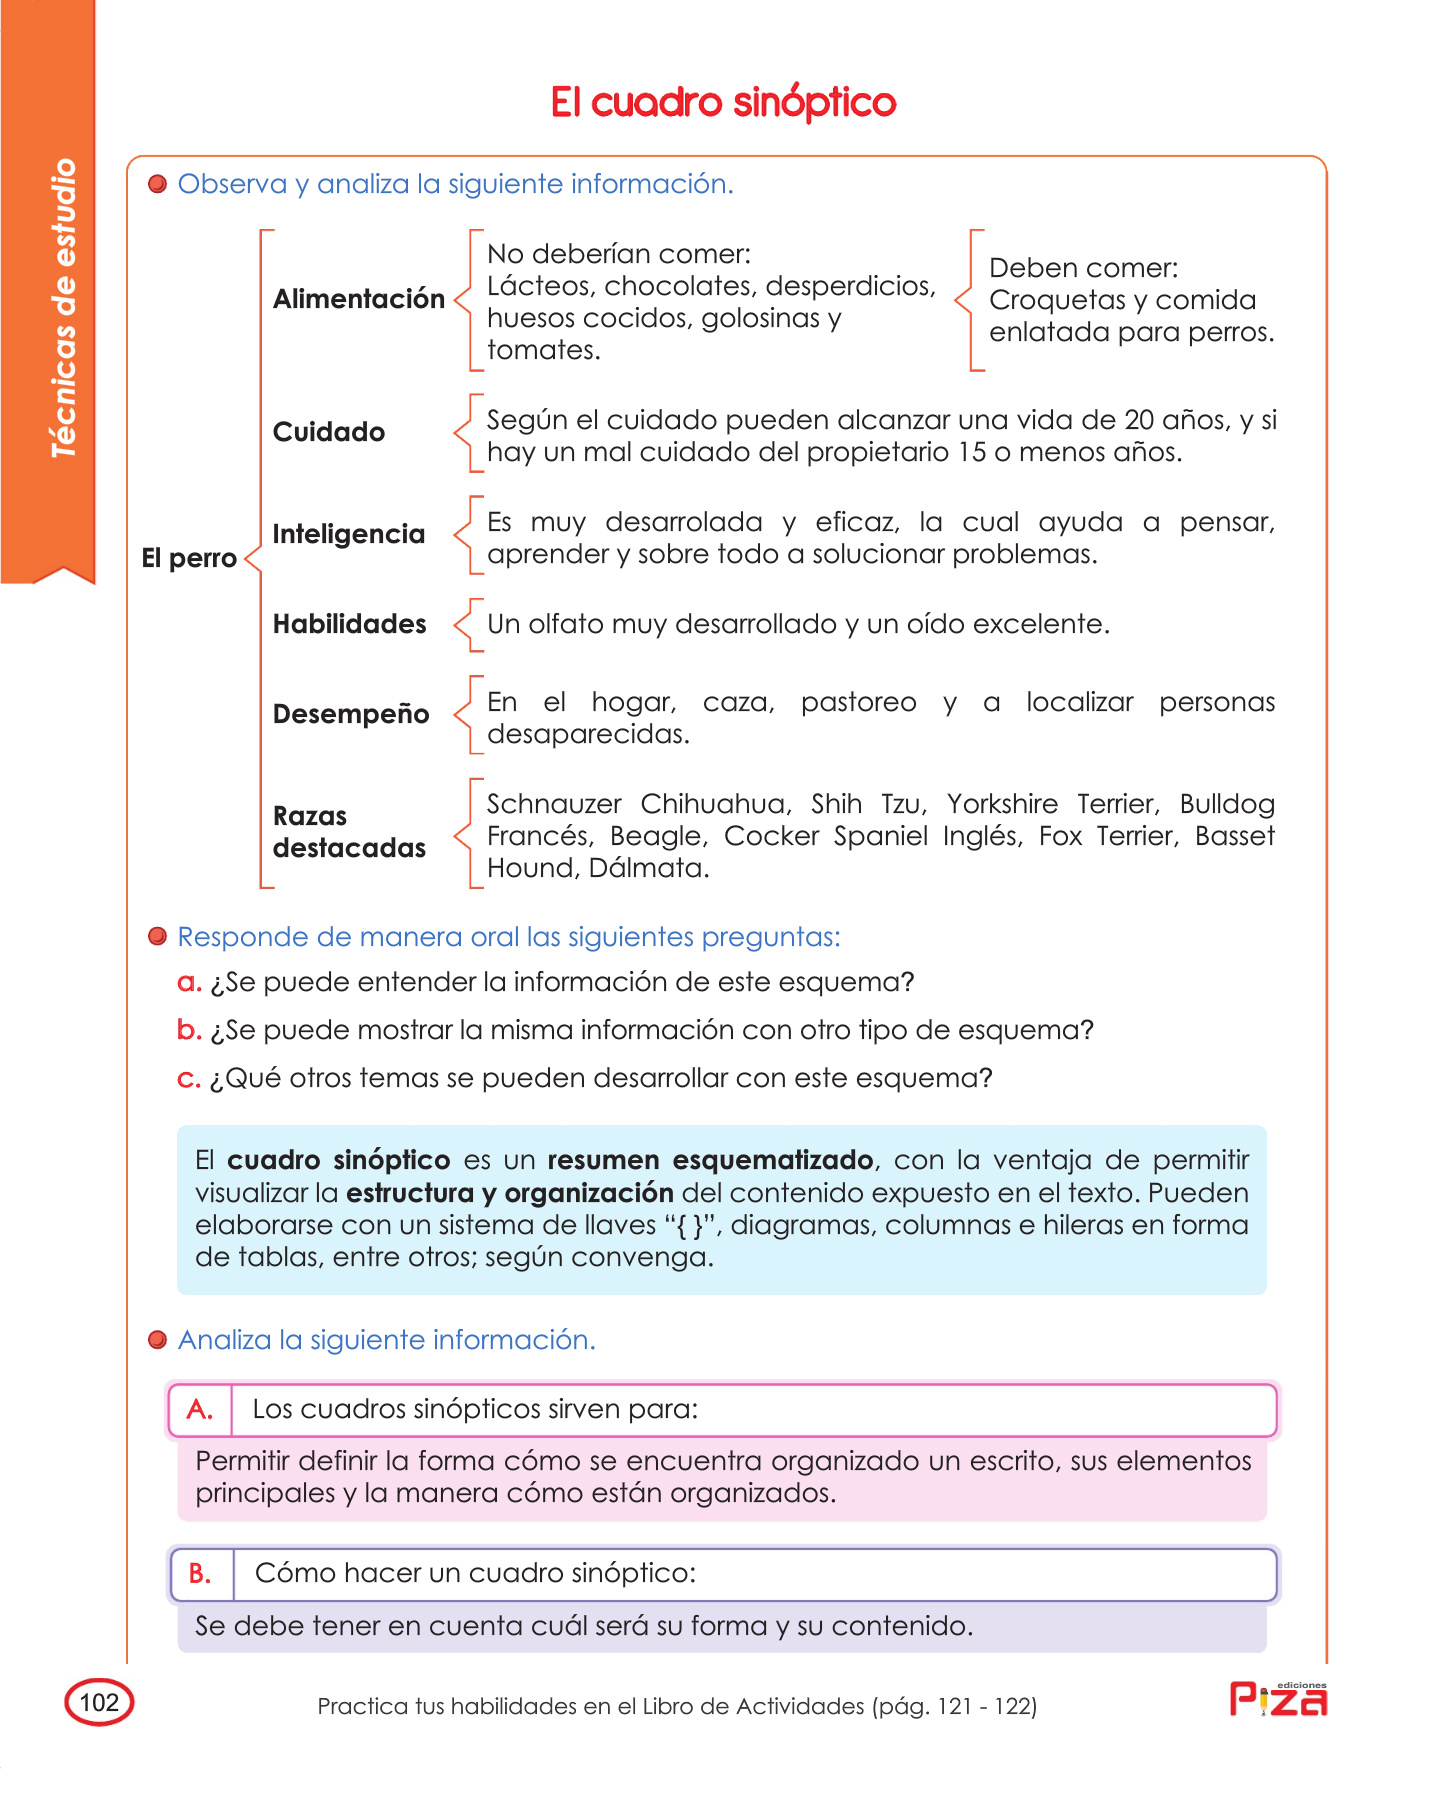 Técnicas de estudio
El cuadro sinóptico
Observa y analiza la siguiente información.
El perro
Alimentación
No deberían comer:
Lácteos, chocolates, desperdicios,
huesos cocidos, golosinas y
tomates.
Deben comer:
Croquetas y comida
enlatada para perros.
Cuidado
Según el cuidado pueden alcanzar una vida de 20 años, y si
hay un mal cuidado del propietario 15 o menos años.
Inteligencia
Es muy desarrolada y eficaz, la cual ayuda a pensar,
aprender y sobre todo a solucionar problemas.
Habilidades
Un olfato muy desarrollado y un oído excelente.
Desempeño
En el hogar, caza, pastoreo y a localizar personas
desaparecidas.
Razas
destacadas
Schnauzer Chihuahua, Shih Tzu, Yorkshire Terrier, Bulldog
Francés, Beagle, Cocker Spaniel Inglés, Fox Terrier, Basset
Hound, Dálmata.
Responde de manera oral las siguientes preguntas:
a. ¿Se puede entender la información de este esquema?
b. ¿Se puede mostrar la misma información con otro tipo de esquema?
c. ¿Qué otros temas se pueden desarrollar con este esquema?
El cuadro sinóptico es un resumen esquematizado, con la ventaja de permitir
visualizar la estructura y organización del contenido expuesto en el texto. Pueden
elaborarse con un sistema de llaves “{ }”, diagramas, columnas e hileras en forma
de tablas, entre otros; según convenga.
Analiza la siguiente información.
A. Los cuadros sinópticos sirven para:
Permitir definir la forma cómo se encuentra organizado un escrito, sus elementos
principales y la manera cómo están organizados.
B. Cómo hacer un cuadro sinóptico:
Se debe tener en cuenta cuál será su forma y su contenido.
102
Practica tus habilidades en el Libro de Actividades (pág. 121 - 122)
ediciones
Piza